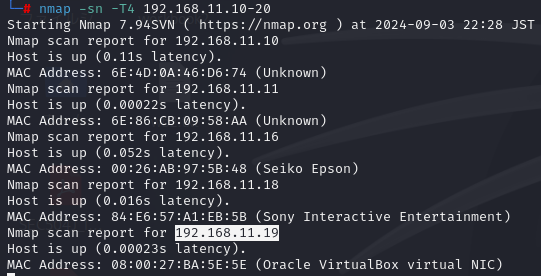 └─# nmap -sn -T4 192.168.11.10-20
Starting Nmap 7.94SVN ( https://nmap.org ) at 2024-09-03 22:28 JST
Nmap scan report for 192.168.11.10
Host is up (0.11s latency).
MAC Address: 6E:4D:0A:46:D6:74 (Unknown)
Nmap scan report for 192.168.11.11
Host is up (0.00022s latency).
MAC Address: 6E:86:CB:09:58:AA (Unknown)
Nmap scan report for 192.168.11.16
Host is up (0.052s latency).
MAC Address: 00:26:AB:97:5B:48 (Seiko Epson)
Nmap scan report for 192.168.11.18
Host is up (0.016s latency).
MAC Address: 84:E6:57:A1:EB:5B (Sony Interactive Entertainment)
Nmap scan report for 192.168.11.19
Host is up (0.00023s latency).
MAC Address: 08:00:27:BA:5E:5E (Oracle VirtualBox virtual NIC)